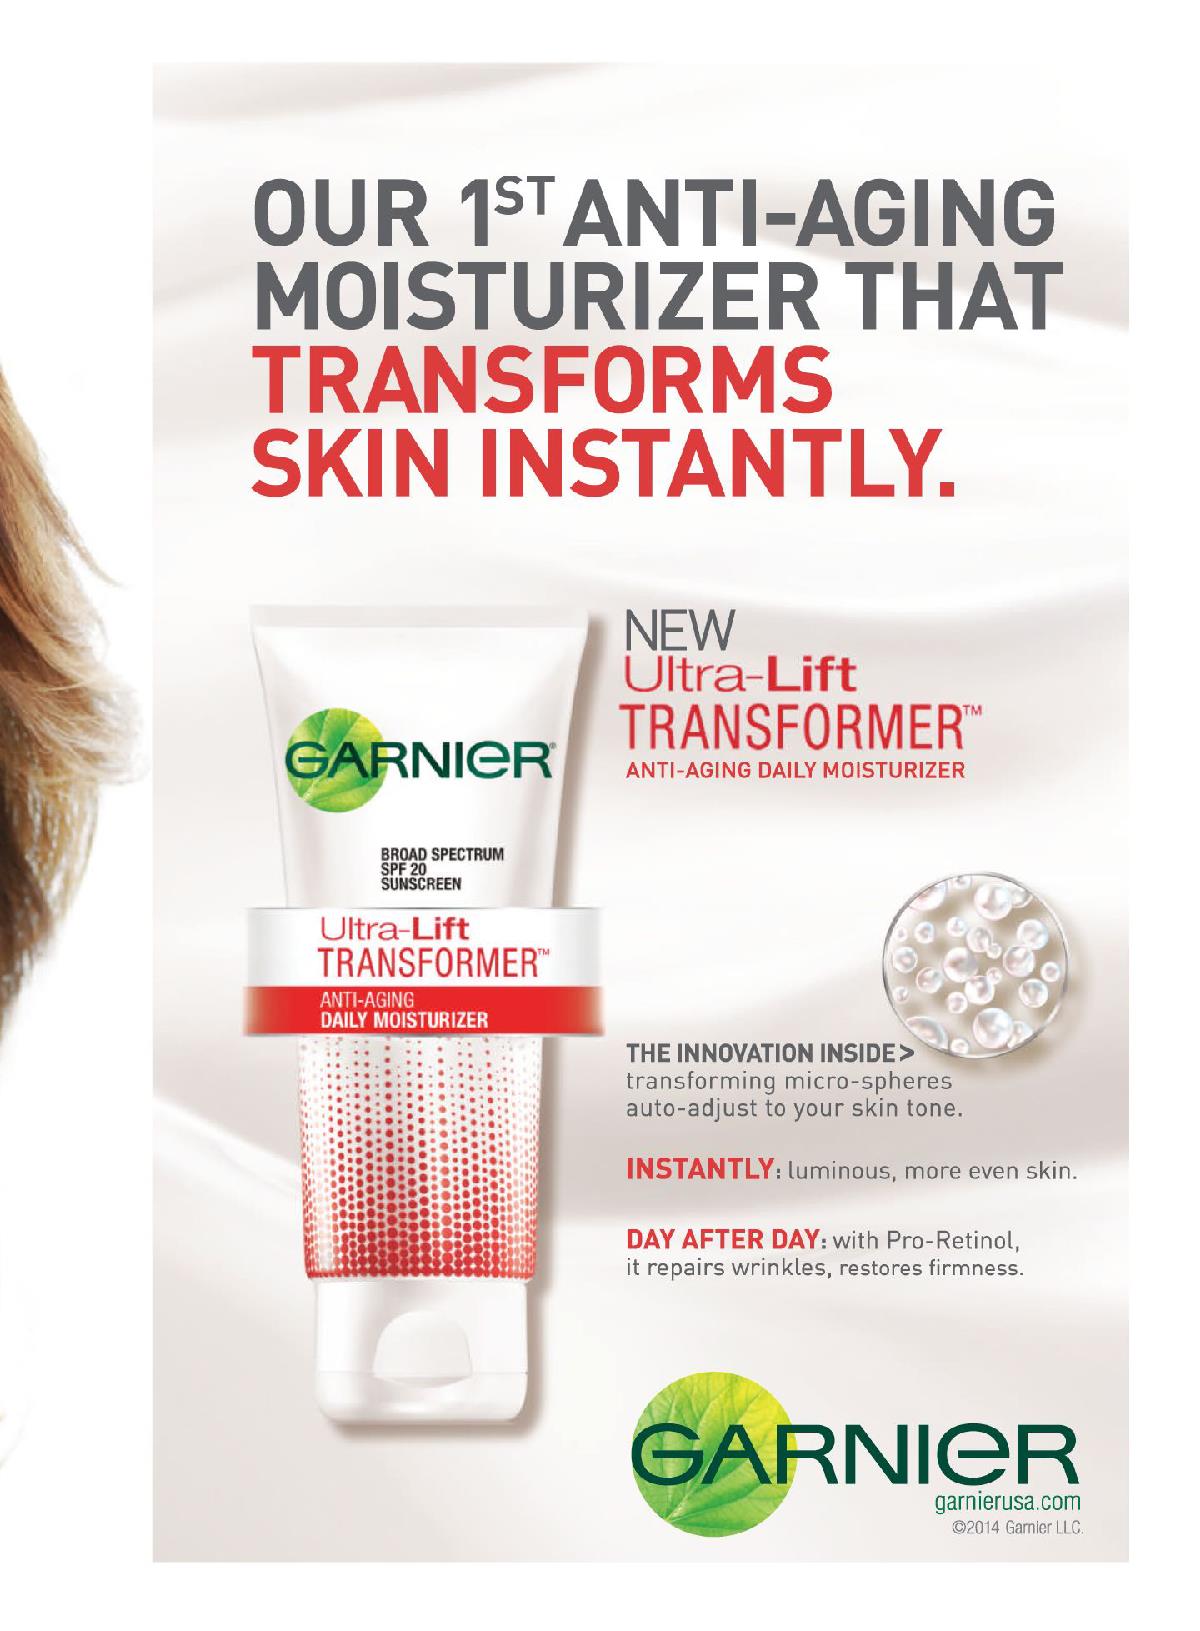 OUR 1ST ANTI-AGING
MOISTURIZER THAT
TRANSFORMS
SKIN INSTANTLY.
GARNIER®
BROAD SPECTRUM
SPF 20
SUNSCREEN
Ultra-Lift
TRANSFORMER™
ANTI-AGING
DAILY MOISTURIZER
NEW
Ultra-Lift
TRANSFORMER™
ANTI-AGING DAILY MOISTURIZER
THE INNOVATION INSIDE>
transforming micro-spheres
auto-adjust to your skin tone.
INSTANTLY: luminous, more even skin.
DAY AFTER DAY: with Pro-Retinol,
it repairs wrinkles, restores firmness.
GARNIER
garnierusa.com
©2014 Garnier LLC.